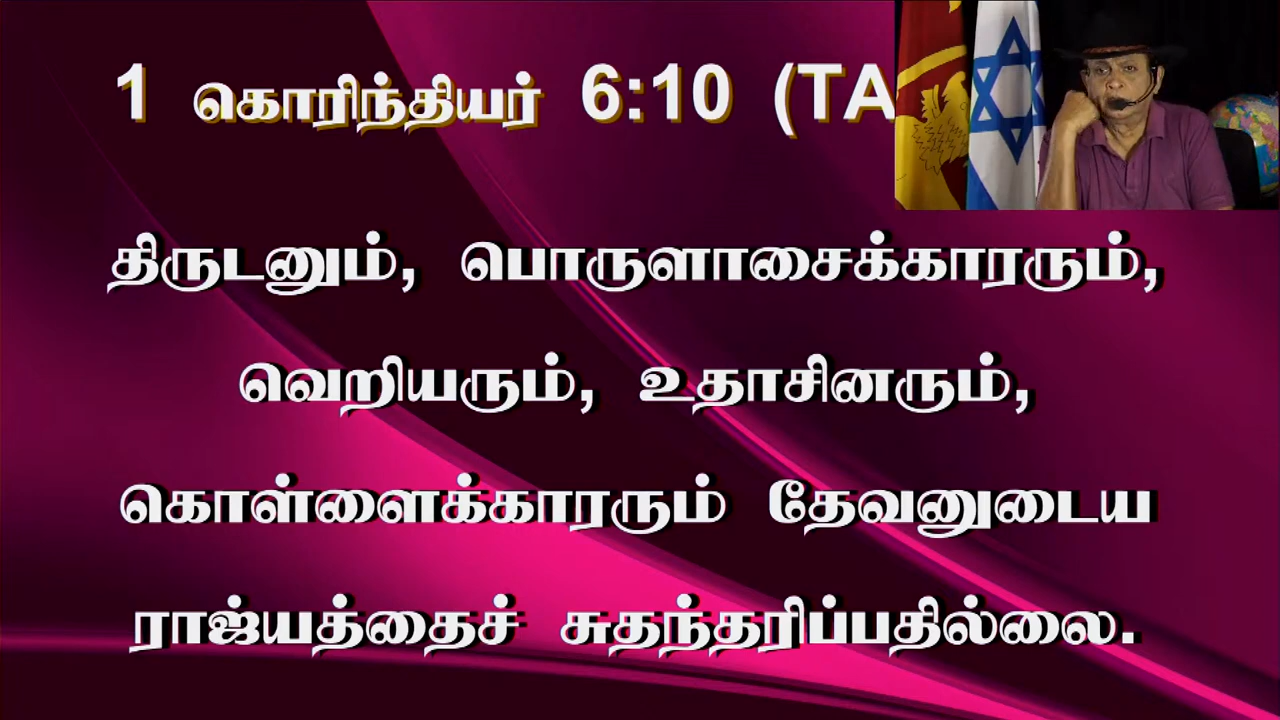 1 கொரிந்தியர் 6:10 (TA
திருடனும், பொருளாசைக்காரரும்,
வெறியரும், உதாசினரும்,
கொள்ளைக்காரரும் தேவனுடைய
ராஜ்யத்தைச் சுதந்தரிப்பதில்லை.